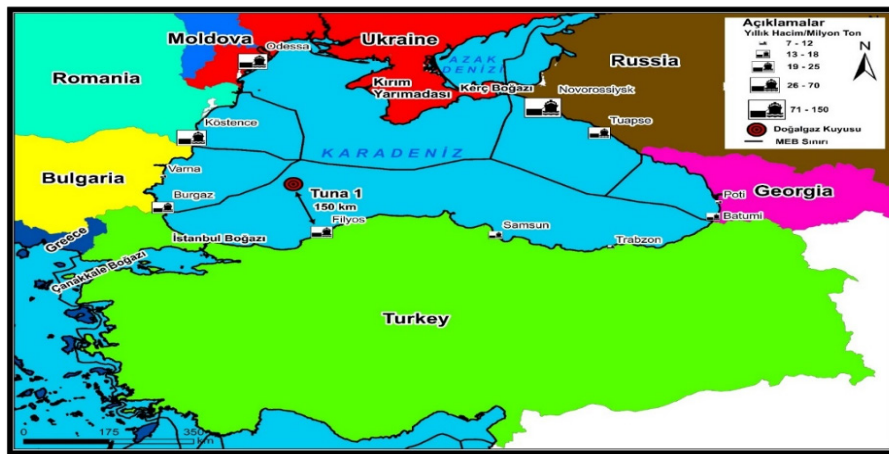 Moldova
Ukraine
Odessa
Romania
AZAK
DENİZİ
Russia
Kırım
Yarımadası
Kerç Boğazı
Novorossiysk
Tuapse
Köstence
KARADENİZ
Varna
Bulgaria
Burgaz
Tuna 1
150 km
Filyos
Samsun
Trabzon
Poti
Batumi
Georgia
Greece
İstanbul Boğazı
Çanakkale Boğazı
Turkey
Açıklamalar
Yıllık Hacim/Milyon Ton
7 - 12
13 - 18
19 - 25
26 - 70
71 - 150
Doğalgaz Kuyusu
MEB Sınırı
N
0 175 350
km